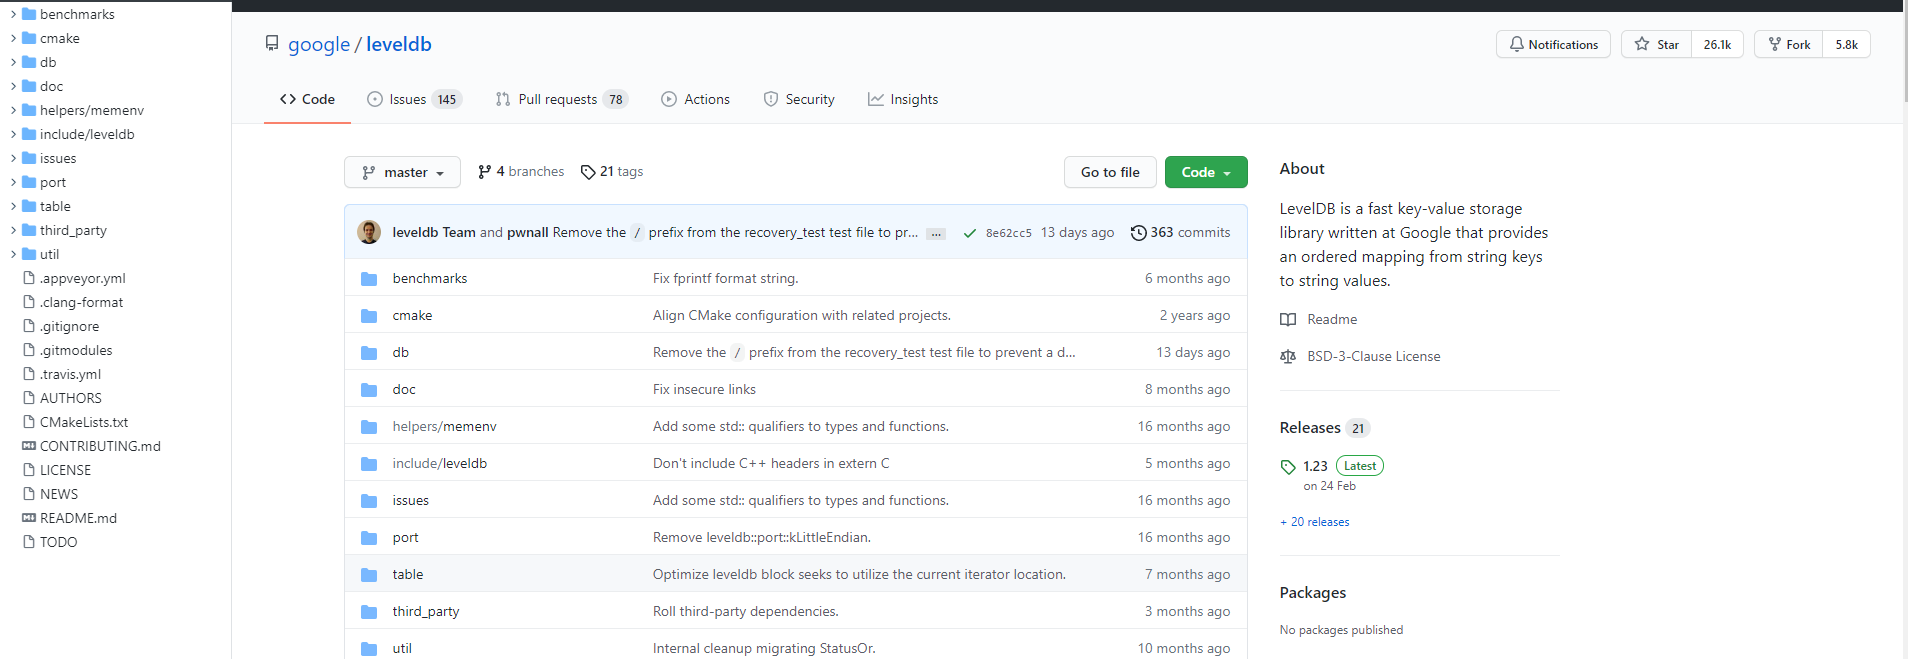 benchmarks
cmake
db
doc
helpers/memenv
include/leveldb
issues
port
table
third_party
util
.appveyor.yml
.clang-format
.gitignore
.gitmodules
.travis.yml
AUTHORS
CMakeLists.txt
CONTRIBUTING.md
LICENSE
NEWS
README.md
TODO
google / leveldb
Notifications
Star 26.1k
Fork 5.8k
Code
Issues 145
Pull requests 78
Actions
Security
Insights
master
4 branches
21 tags
Go to file
Code
leveldb Team and pwnall Remove the / prefix from the recovery_test test file to pr... ... 8e62cc5 13 days ago 363 commits
benchmarks Fix fprintf format string. 6 months ago
cmake Align CMake configuration with related projects. 2 years ago
db Remove the / prefix from the recovery_test test file to prevent a d... 13 days ago
doc Fix insecure links 8 months ago
helpers/memenv Add some std:: qualifiers to types and functions. 16 months ago
include/leveldb Don't include C++ headers in extern C 5 months ago
issues Add some std:: qualifiers to types and functions. 16 months ago
port Remove leveldb::port::kLittleEndian. 16 months ago
table Optimize leveldb block seeks to utilize the current iterator location. 7 months ago
third_party Roll third-party dependencies. 3 months ago
util Internal cleanup migrating StatusOr. 10 months ago
About
LevelDB is a fast key-value storage
library written at Google that provides
an ordered mapping from string keys
to string values.
Readme
BSD-3-Clause License
Releases 21
1.23 Latest
on 24 Feb
+ 20 releases
Packages
No packages published